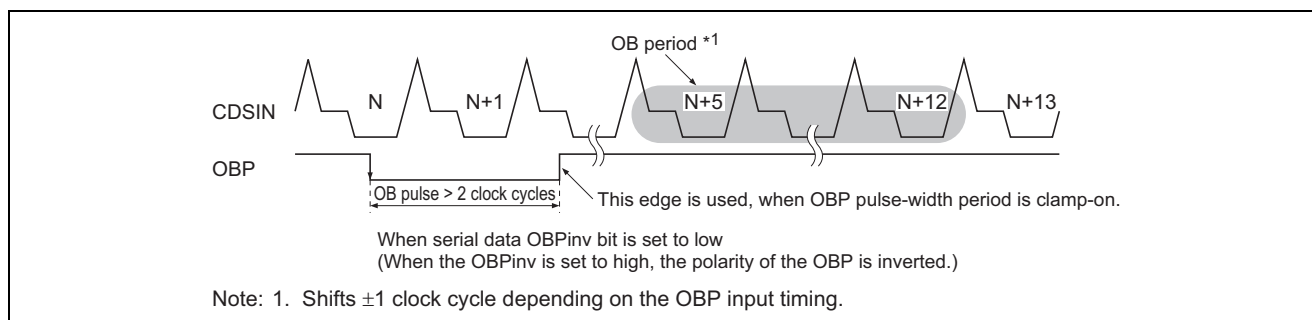 OB period *1
CDSIN
N
N+1
N+5
N+12
N+13
OBP
OB pulse > 2 clock cycles
This edge is used, when OBP pulse-width period is clamp-on.
When serial data OBPinv bit is set to low
(When the OBPinv is set to high, the polarity of the OBP is inverted.)
Note: 1. Shifts ±1 clock cycle depending on the OBP input timing.